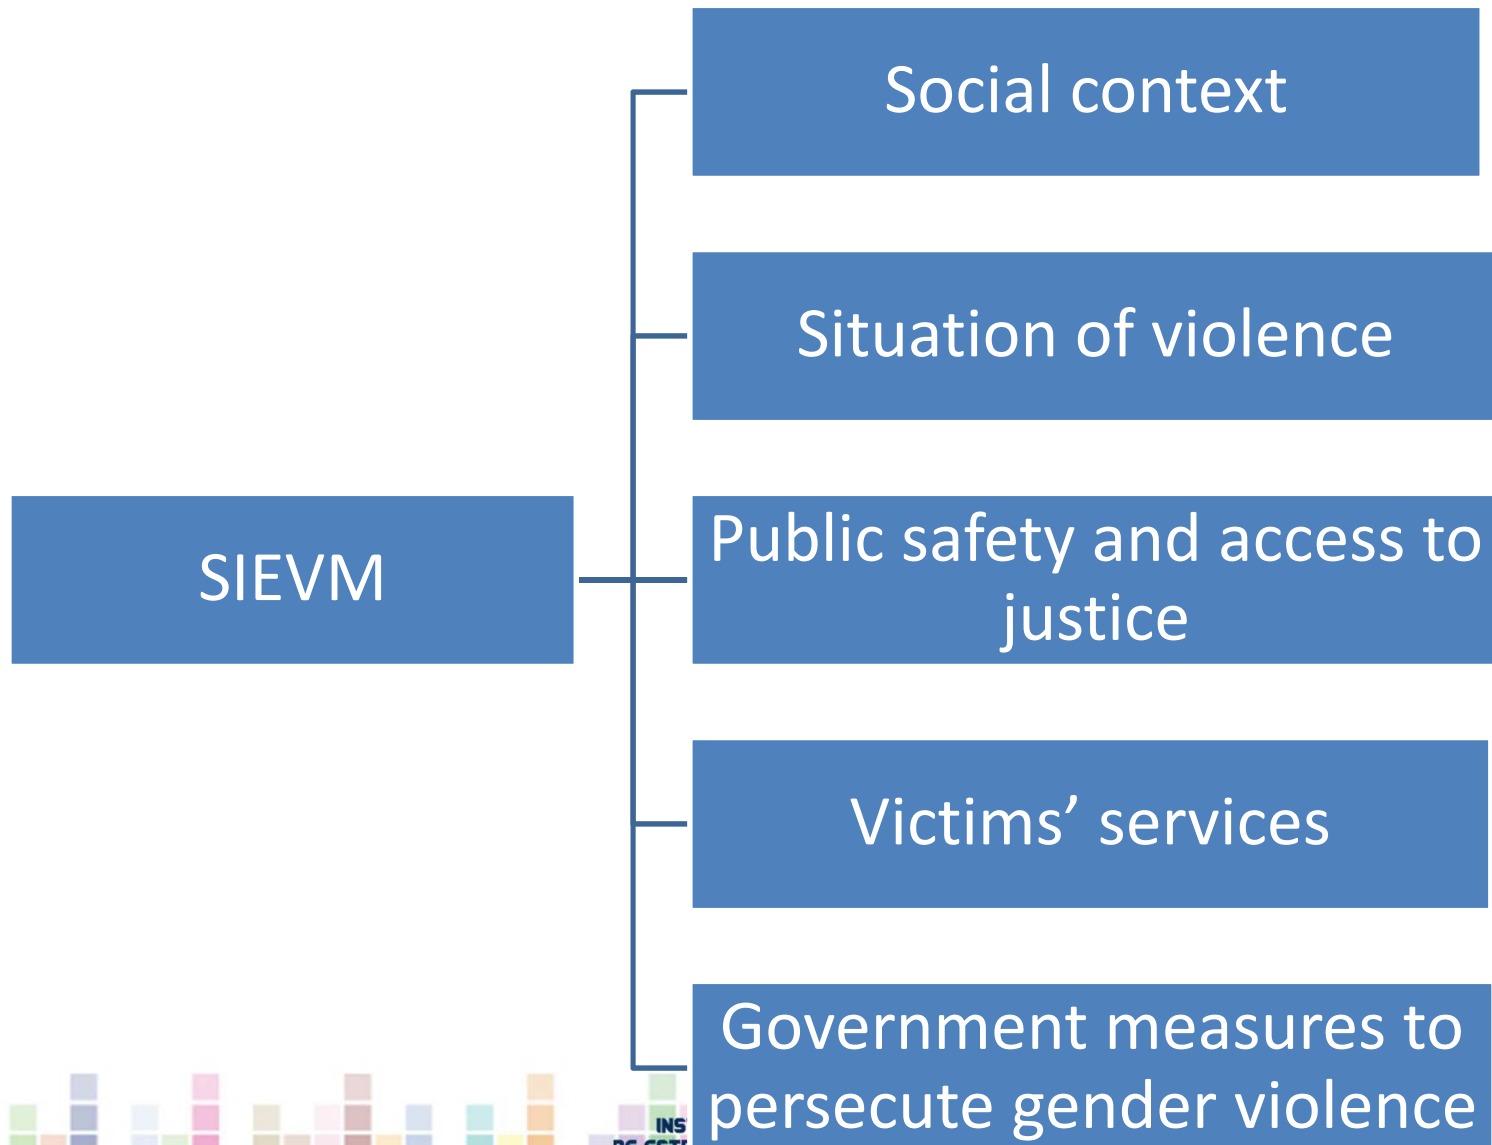 Social context
Situation of violence
SIEVM
Public safety and access to
justice
Victims’ services
Government measures to
persecute gender violence